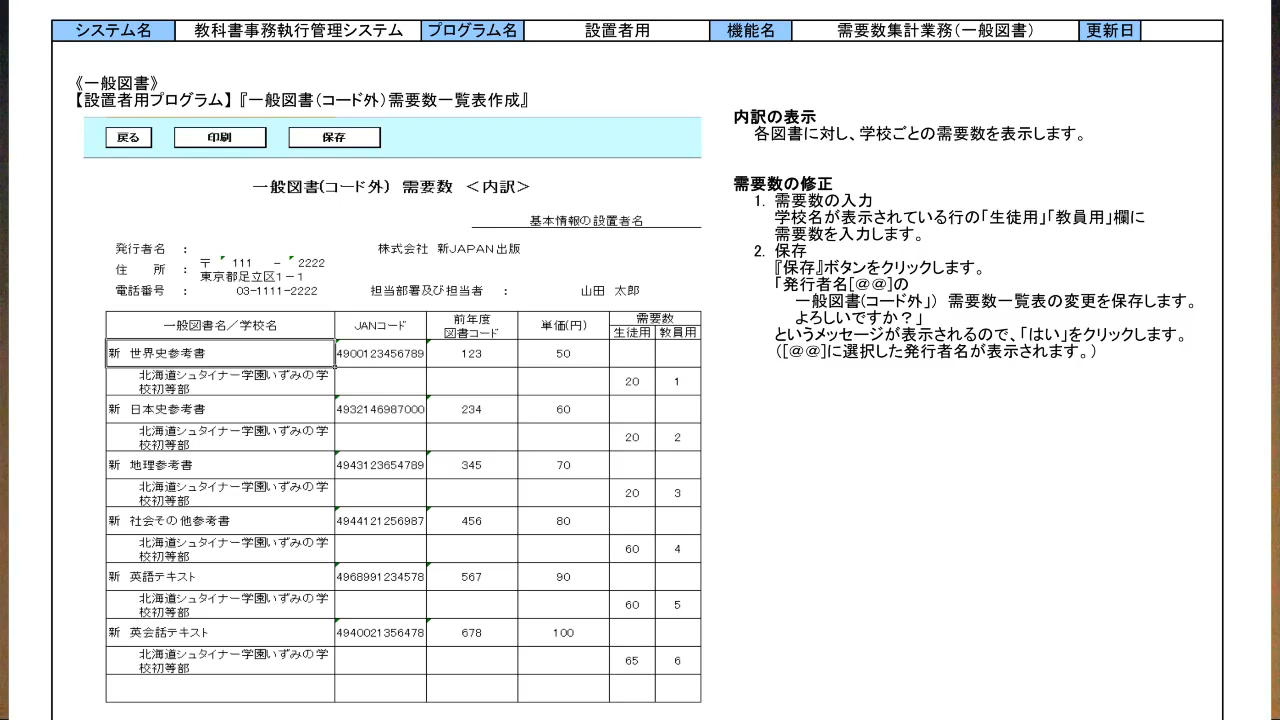 システム名 教科書事務執行管理システム プログラム名 設置者用 機能名 需要数集計業務(一般図書) 更新日
《一般図書》
【設置者用プログラム】『一般図書(コード外)需要数一覧表作成』
戻る 印刷 保存
一般図書(コード外) 需要数 <内訳>
基本情報の設置者名
発行者名 : 株式会社 新JAPAN出版
住 所 : 〒 111 - 2222
東京都足立区1-1
電話番号 : 03-1111-2222 担当部署及び担当者 : 山田 太郎
一般図書名/学校名 JANコード 前年度 図書コード 単価(円) 需要数
生徒用 教員用
新 世界史参考書 4900123456789 123 50
北海道シュタイナー学園いずみの学
校初等部 20 1
新 日本史参考書 4932146987000 234 60
北海道シュタイナー学園いずみの学
校初等部 20 2
新 地理参考書 4943123654789 345 70
北海道シュタイナー学園いずみの学
校初等部 20 3
新 社会その他参考書 4944121256987 456 80
北海道シュタイナー学園いずみの学
校初等部 60 4
新 英語テキスト 4968991234578 567 90
北海道シュタイナー学園いずみの学
校初等部 60 5
新 英会話テキスト 4940021356478 678 100
北海道シュタイナー学園いずみの学
校初等部 65 6
内訳の表示
各図書に対し、学校ごとの需要数を表示します。
需要数の修正
1. 需要数の入力
学校名が表示されている行の「生徒用」「教員用」欄に
需要数を入力します。
2. 保存
『保存』ボタンをクリックします。
「発行者名[@@]の
一般図書(コード外」) 需要数一覧表の変更を保存します。
よろしいですか？」
というメッセージが表示されるので、「はい」をクリックします。
([@@]に選択した発行者名が表示されます。)